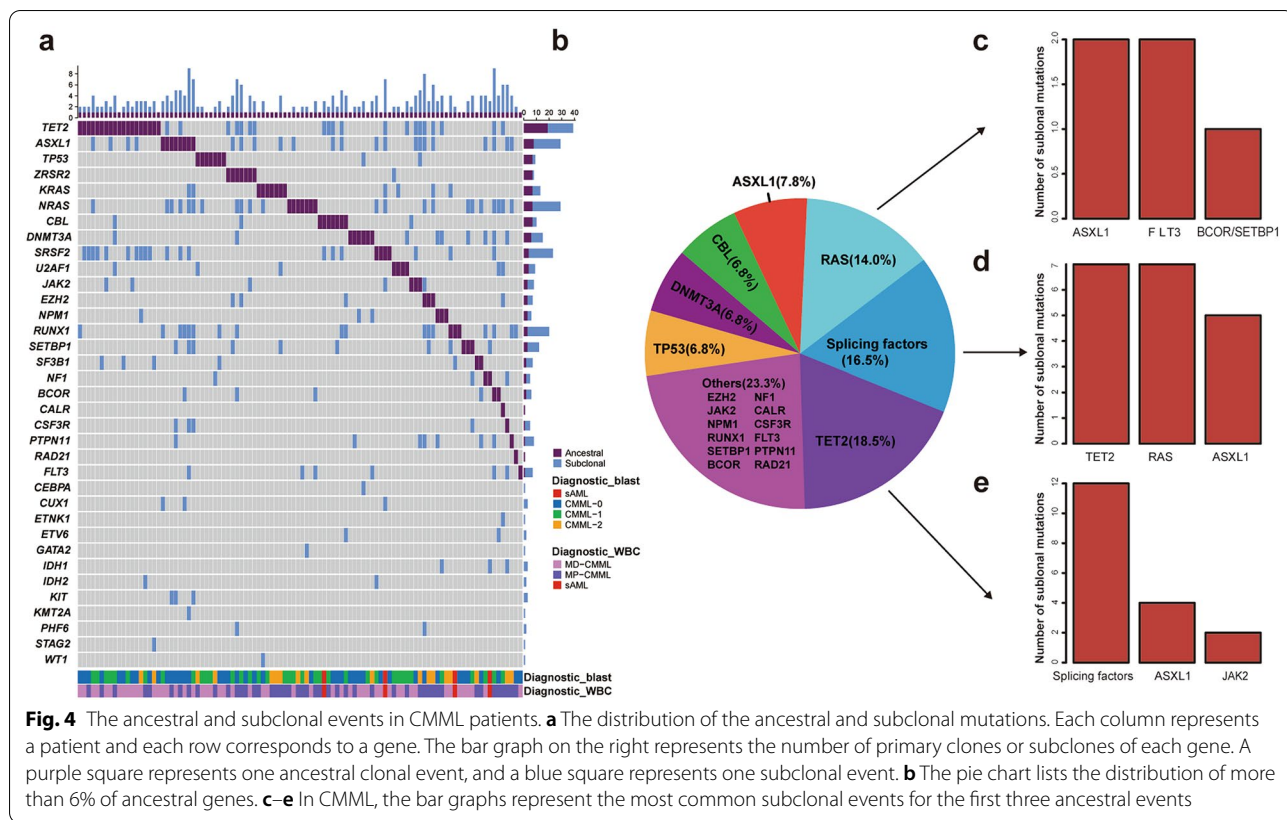 a
8
6
4
2
0
0 10 20 30 40
TET2
ASXL1
TP53
ZRSR2
KRAS
NRAS
CBL
DNMT3A
SRSF2
U2AF1
JAK2
EZH2
NPM1
RUNX1
SETBP1
SF3B1
NF1
BCOR
CALR
CSF3R
PTPN11
RAD21
FLT3
CEBPA
CUX1
ETNK1
ETV6
GATA2
IDH1
IDH2
KIT
KMT2A
PHF6
STAG2
WT1
Diagnostic_blast
Diagnostic_WBC
Ancestral
Subclonal
Diagnostic_blast
sAML
CMML-0
CMML-1
CMML-2
Diagnostic_WBC
MD-CMML
MP-CMML
sAML
b
ASXL1(7.8%)
RAS(14.0%)
CBL(6.8%)
DNMT3A(6.8%)
Splicing factors
(16.5%)
TP53(6.8%)
Others(23.3%)
EZH2 NF1
JAK2 CALR
NPM1 CSF3R
RUNX1 FLT3
SETBP1 PTPN11
BCOR RAD21
TET2(18.5%)
c
Number of sublonal mutations
2.0
1.5
1.0
0.5
0.0
ASXL1 F LT3 BCOR/SETBP1
d
Number of sublonal mutations
7
6
5
4
3
2
1
0
TET2 RAS ASXL1
e
Number of sublonal mutations
12
10
8
6
4
2
0
Splicing factors ASXL1 JAK2
Fig. 4 The ancestral and subclonal events in CMML patients. a The distribution of the ancestral and subclonal mutations. Each column represents
a patient and each row corresponds to a gene. The bar graph on the right represents the number of primary clones or subclones of each gene. A
purple square represents one ancestral clonal event, and a blue square represents one subclonal event. b The pie chart lists the distribution of more
than 6% of ancestral genes. c–e In CMML, the bar graphs represent the most common subclonal events for the first three ancestral events